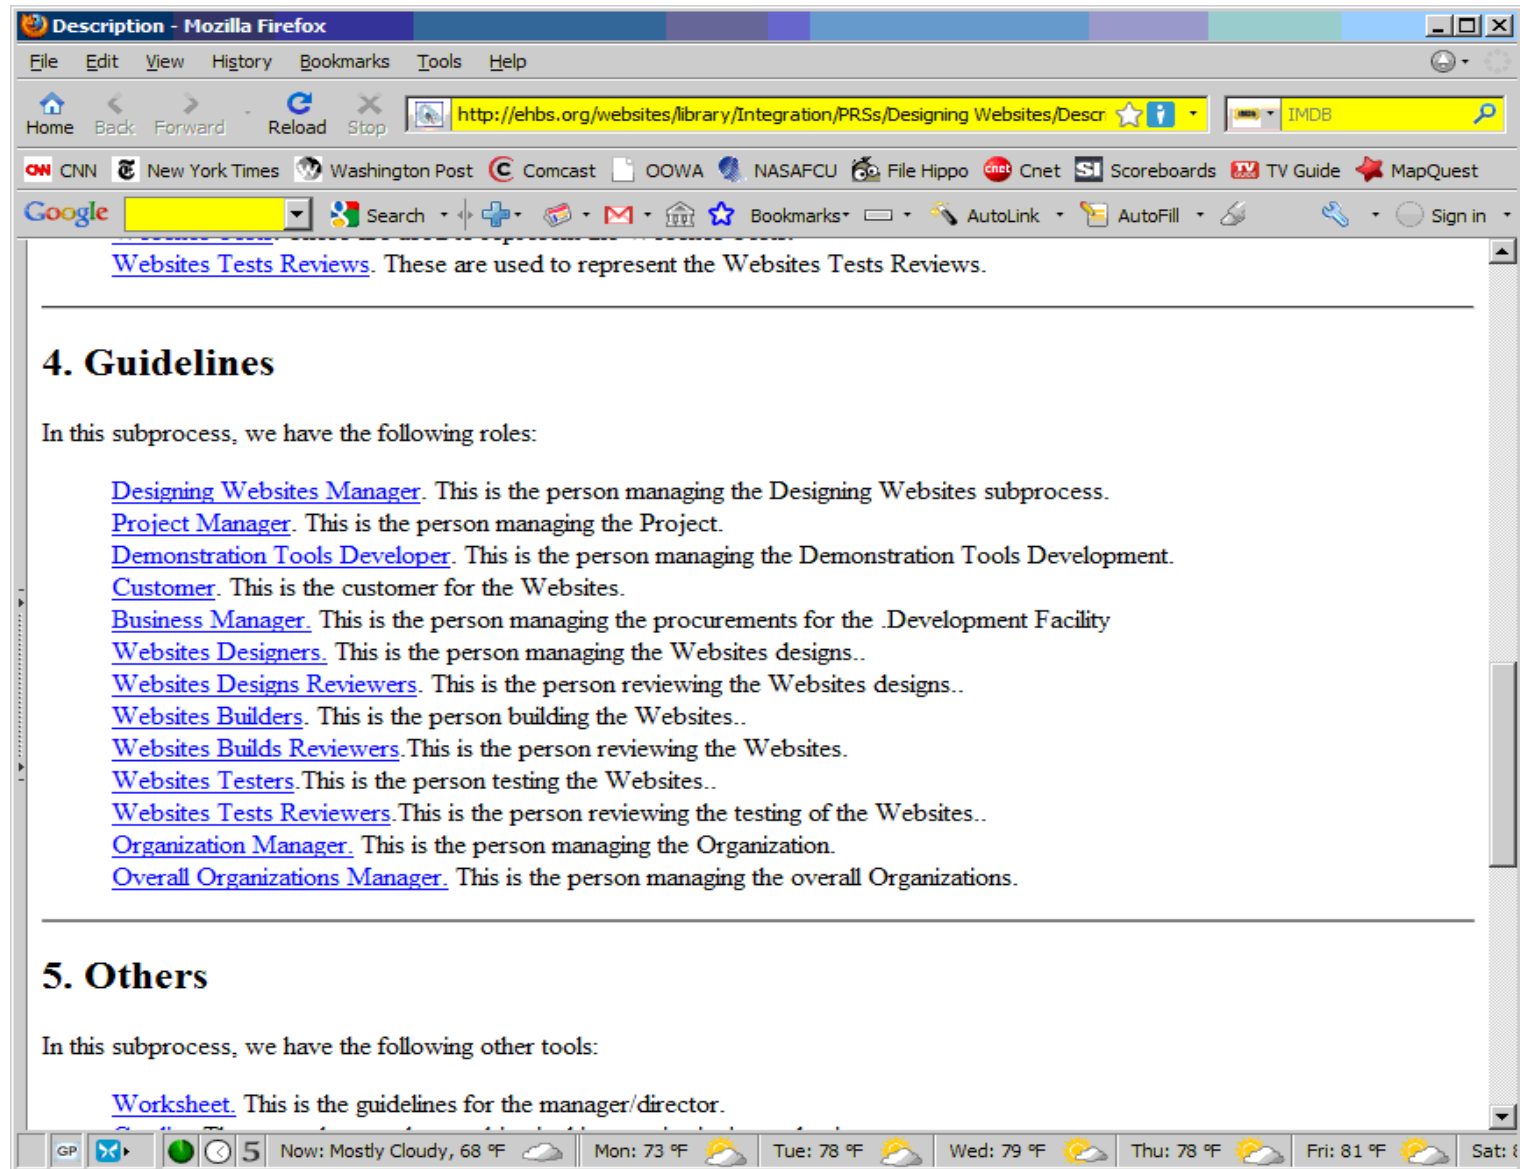 Description - Mozilla Firefox
File Edit View History Bookmarks Tools Help
Home Back Forward Reload Stop http://ehbs.org/websites/library/Integration/PRSs/Designing Websites/Descr IMDB
CNN CNN New York Times Washington Post Comcast OOWA NASAFCU File Hippo cnet Cnet SI Scoreboards TV Guide MapQuest
Google Search Bookmarks AutoLink AutoFill Sign in
Websites Tests Reviews. These are used to represent the Websites Tests Reviews.
4. Guidelines
In this subprocess, we have the following roles:
Designing Websites Manager. This is the person managing the Designing Websites subprocess.
Project Manager. This is the person managing the Project.
Demonstration Tools Developer. This is the person managing the Demonstration Tools Development.
Customer. This is the customer for the Websites.
Business Manager. This is the person managing the procurements for the .Development Facility
Websites Designers. This is the person managing the Websites designs..
Websites Designs Reviewers. This is the person reviewing the Websites designs..
Websites Builders. This is the person building the Websites..
Websites Builds Reviewers.This is the person reviewing the Websites.
Websites Testers.This is the person testing the Websites..
Websites Tests Reviewers.This is the person reviewing the testing of the Websites..
Organization Manager. This is the person managing the Organization.
Overall Organizations Manager. This is the person managing the overall Organizations.
5. Others
In this subprocess, we have the following other tools:
Worksheet. This is the guidelines for the manager/director.
GP 5 Now: Mostly Cloudy, 68 °F Mon: 73 °F Tue: 78 °F Wed: 79 °F Thu: 78 °F Fri: 81 °F Sat: